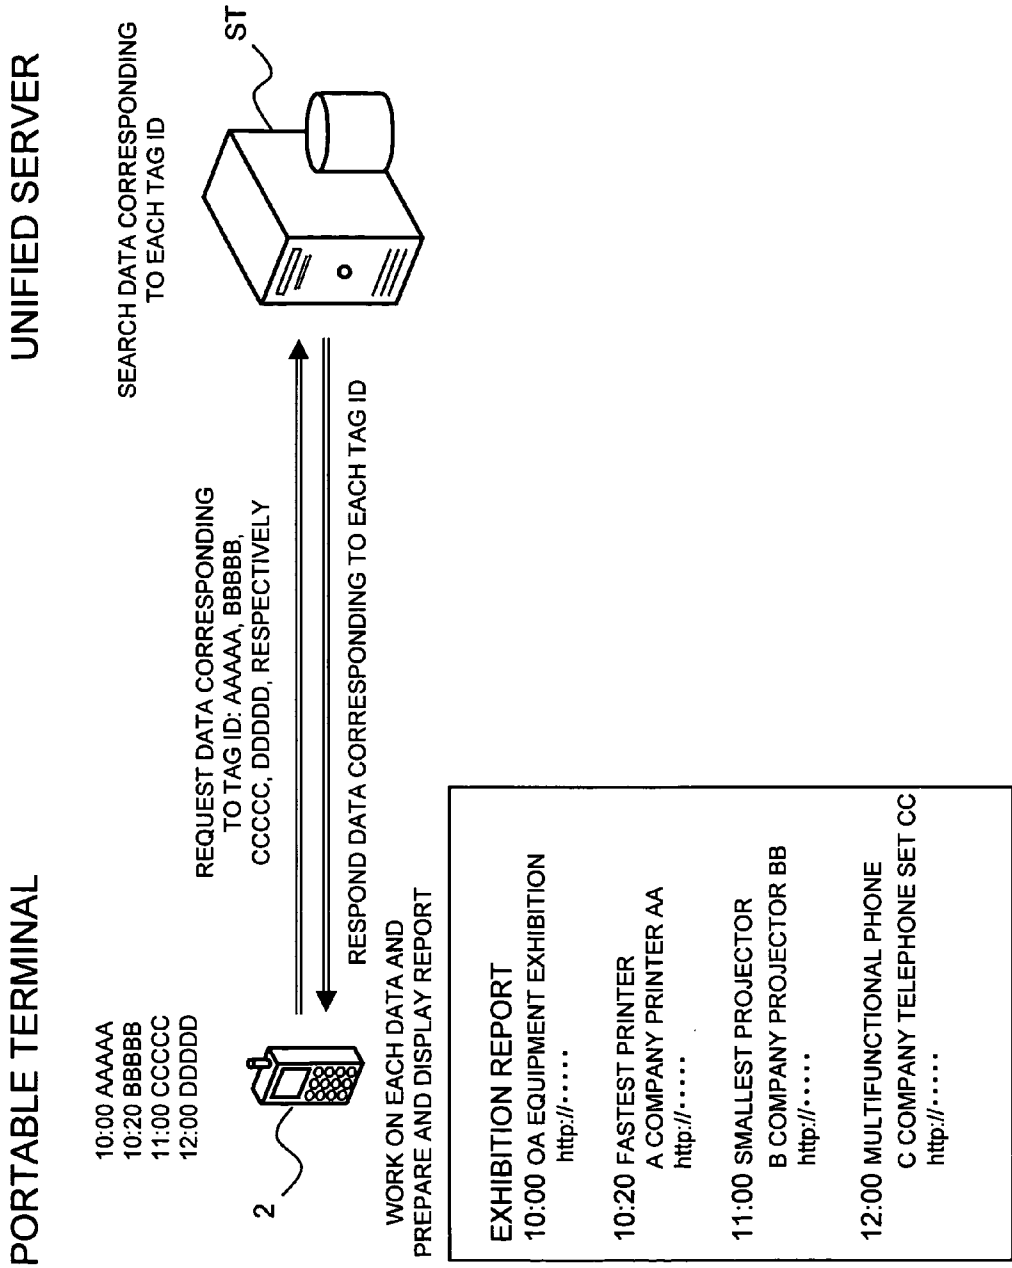 PORTABLE TERMINAL
UNIFIED SERVER
10:00 AAAAA
10:20 BBBBB
11:00 CCCCC
12:00 DDDDD
2
REQUEST DATA CORRESPONDING
TO TAG ID: AAAAA, BBBBB,
CCCCC, DDDDD, RESPECTIVELY
SEARCH DATA CORRESPONDING
TO EACH TAG ID
ST
RESPOND DATA CORRESPONDING TO EACH TAG ID
WORK ON EACH DATA AND
PREPARE AND DISPLAY REPORT
EXHIBITION REPORT
10:00 OA EQUIPMENT EXHIBITION
http://·····
10:20 FASTEST PRINTER
A COMPANY PRINTER AA
http://·····
11:00 SMALLEST PROJECTOR
B COMPANY PROJECTOR BB
http://·····
12:00 MULTIFUNCTIONAL PHONE
C COMPANY TELEPHONE SET CC
http://·····